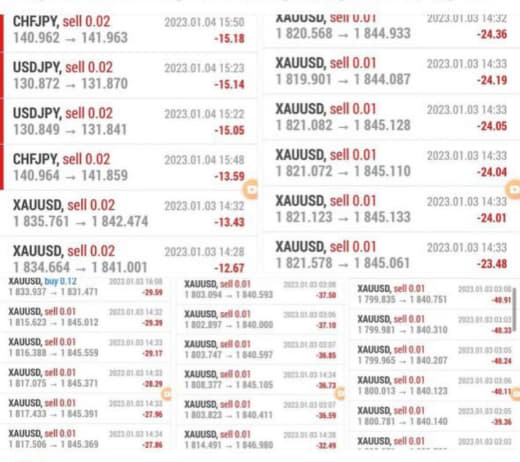 CHFJPY, sell 0.02 2023.01.04 15:50
140.962 → 141.963 -15.18
USDJPY, sell 0.02 2023.01.04 15:23
130.872 → 131.870 -15.14
USDJPY, sell 0.02 2023.01.04 15:22
130.849 → 131.841 -15.05
CHFJPY, sell 0.02 2023.01.04 15:48
140.964 → 141.859 -13.59
XAUUSD, sell 0.02 2023.01.03 14:32
1 835.761 → 1 842.474 -13.43
XAUUSD, sell 0.02 2023.01.03 14:28
1 834.664 → 1 841.001 -12.67
XAUUSD, sell 0.01 2023.01.03 14:32
1 820.568 → 1 844.933 -24.36
XAUUSD, sell 0.01 2023.01.03 14:33
1 819.901 → 1 844.087 -24.19
XAUUSD, sell 0.01 2023.01.03 14:33
1 821.082 → 1 845.128 -24.05
XAUUSD, sell 0.01 2023.01.03 14:33
1 821.072 → 1 845.110 -24.04
XAUUSD, sell 0.01 2023.01.03 14:33
1 821.123 → 1 845.133 -24.01
XAUUSD, sell 0.01 2023.01.03 14:33
1 821.578 → 1 845.061 -23.48
XAUUSD, buy 0.12 2023.01.03 16:08
1 833.937 → 1 831.471 -29.59
XAUUSD, sell 0.01 2023.01.03 14:32
1 815.623 → 1 845.012 -29.39
XAUUSD, sell 0.01 2023.01.03 14:33
1 816.388 → 1 845.559 -29.17
XAUUSD, sell 0.01 2023.01.03 14:32
1 817.075 → 1 845.371 -28.29
XAUUSD, sell 0.01 2023.01.03 14:33
1 817.433 → 1 845.391 -27.96
XAUUSD, sell 0.01 2023.01.03 14:34
1 817.506 → 1 845.369 -27.86
XAUUSD, sell 0.01 2023.01.03 03:08
1 803.094 → 1 840.593 -37.50
XAUUSD, sell 0.01 2023.01.03 03:06
1 802.897 → 1 840.000 -37.10
XAUUSD, sell 0.01 2023.01.03 03:07
1 803.747 → 1 840.597 -36.85
XAUUSD, sell 0.01 2023.01.03 14:34
1 808.377 → 1 845.105 -36.73
XAUUSD, sell 0.01 2023.01.03 03:07
1 803.823 → 1 840.411 -36.59
XAUUSD, sell 0.01 2023.01.03 14:28
1 814.491 → 1 846.980 -32.49
XAUUSD, sell 0.01 2023.01.03 03:08
1 799.835 → 1 840.751 -40.91
XAUUSD, sell 0.01 2023.01.03 03:03
1 799.981 → 1 840.310 -40.33
XAUUSD, sell 0.01 2023.01.03 03:05
1 799.965 → 1 840.207 -40.24
XAUUSD, sell 0.01 2023.01.03 03:06
1 800.013 → 1 840.123 -40.11
XAUUSD, sell 0.01 2023.01.03 03:05
1 800.781 → 1 840.140 -39.36
XAUUSD, sell 0.01 2023.01.03 03:03